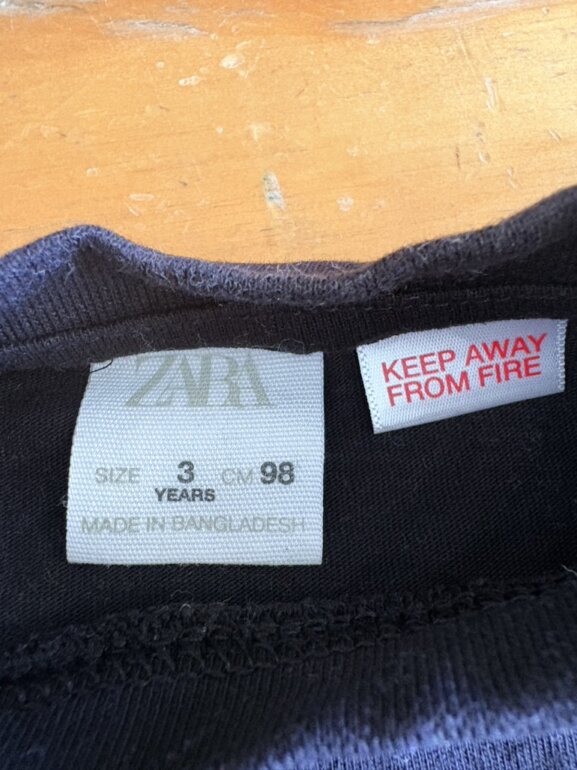 ZARA
SIZE 3 CM 98
YEARS
MADE IN BANGLADESH
KEEP AWAY
FROM FIRE